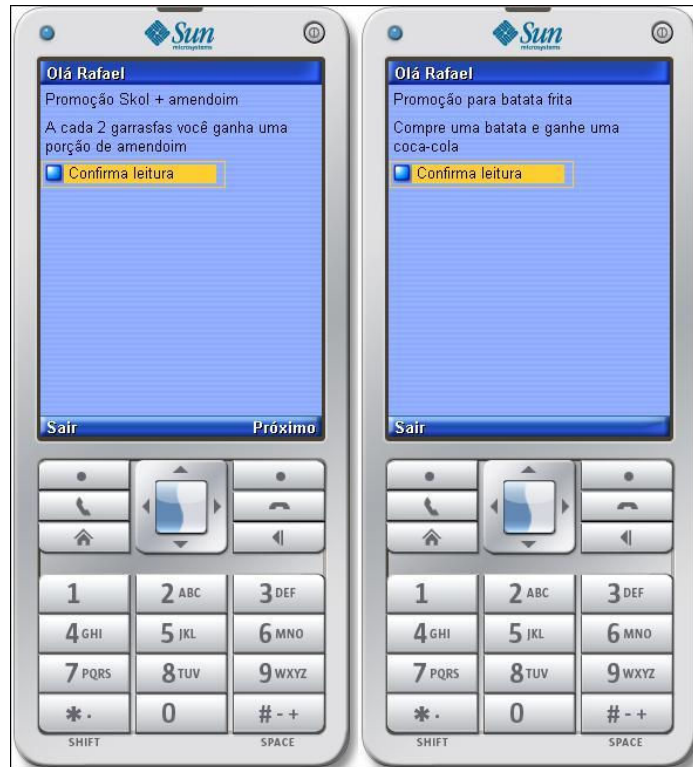 Sun
microsystems
Olá Rafael
Promoção Skol + amendoim
A cada 2 garrasfas você ganha uma
porção de amendoim
Confirma leitura
Sair Próximo
1 2 ABC 3 DEF
4 GHI 5 JKL 6 MNO
7 PQRS 8 TUV 9 WXYZ
* . 0 # - +
SHIFT SPACE
Sun
microsystems
Olá Rafael
Promoção para batata frita
Compre uma batata e ganhe uma
coca-cola
Confirma leitura
Sair
1 2 ABC 3 DEF
4 GHI 5 JKL 6 MNO
7 PQRS 8 TUV 9 WXYZ
* . 0 # - +
SHIFT SPACE